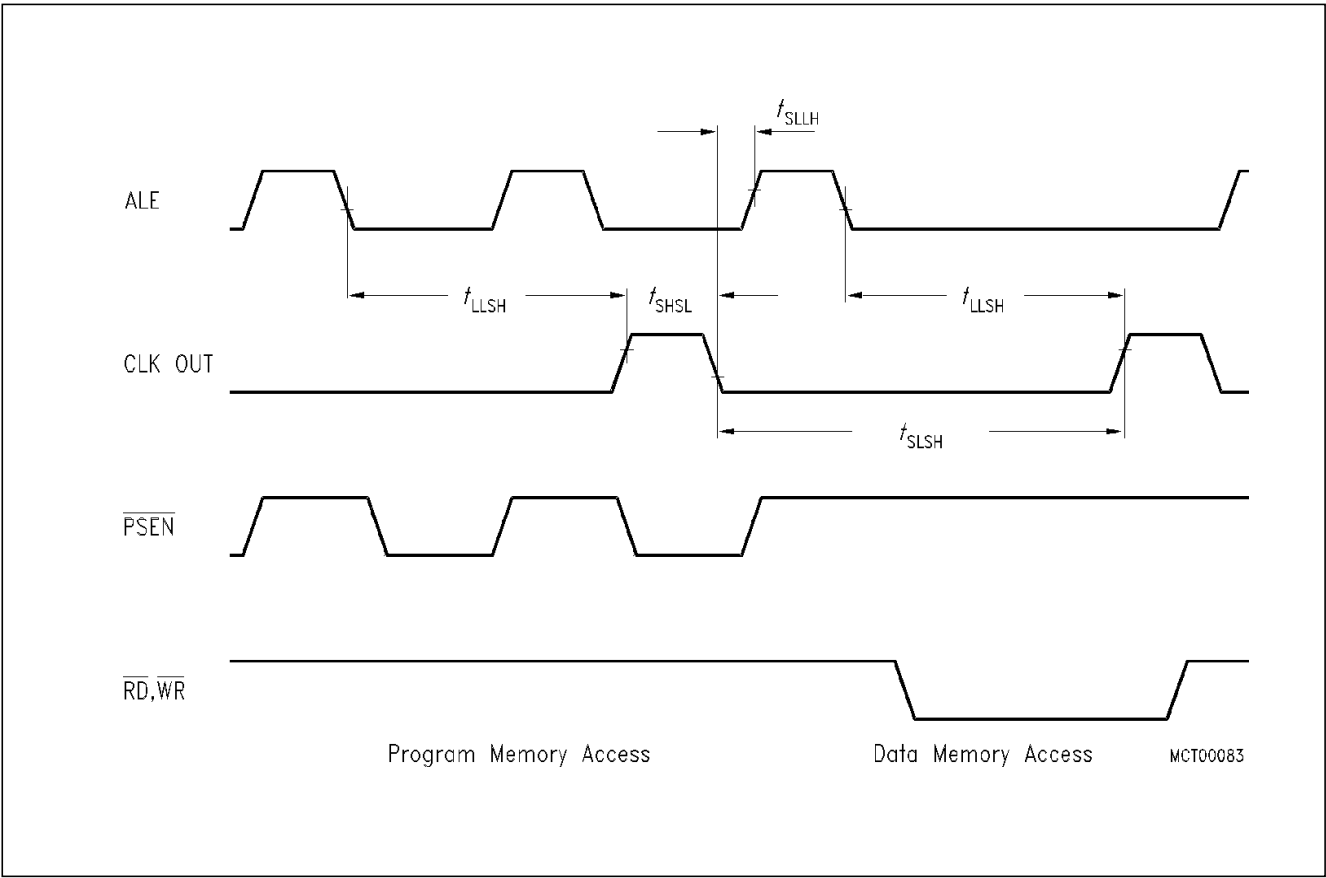 tSLLH
ALE
tLLSH tSHSL tLLSH
CLK OUT
tSLSH
PSEN
RD,WR
Program Memory Access Data Memory Access MCT00083